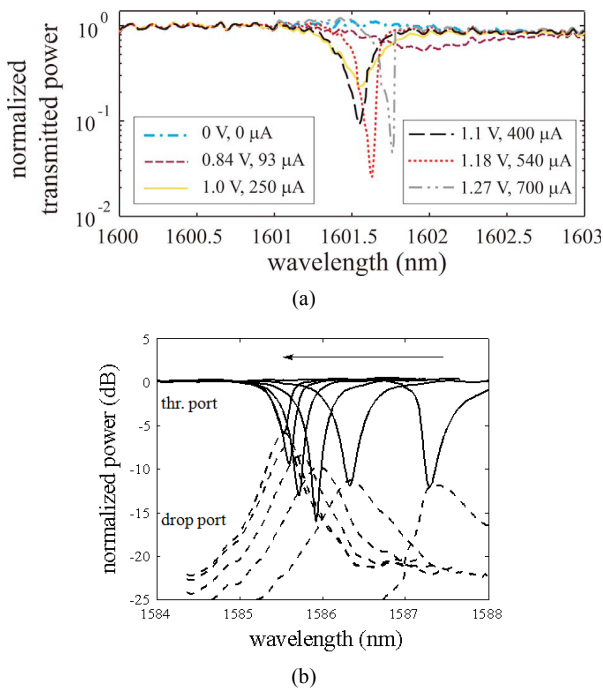 normalized
transmitted power
10⁰
10⁻¹
10⁻²
0 V, 0 μA
0.84 V, 93 μA
1.0 V, 250 μA
1.1 V, 400 μA
1.18 V, 540 μA
1.27 V, 700 μA
1600 1600.5 1601 1601.5 1602 1602.5 1603
wavelength (nm)
(a)
normalized power (dB)
5
0
-5
-10
-15
-20
-25
thr. port
drop port
1584 1585 1586 1587 1588
wavelength (nm)
(b)